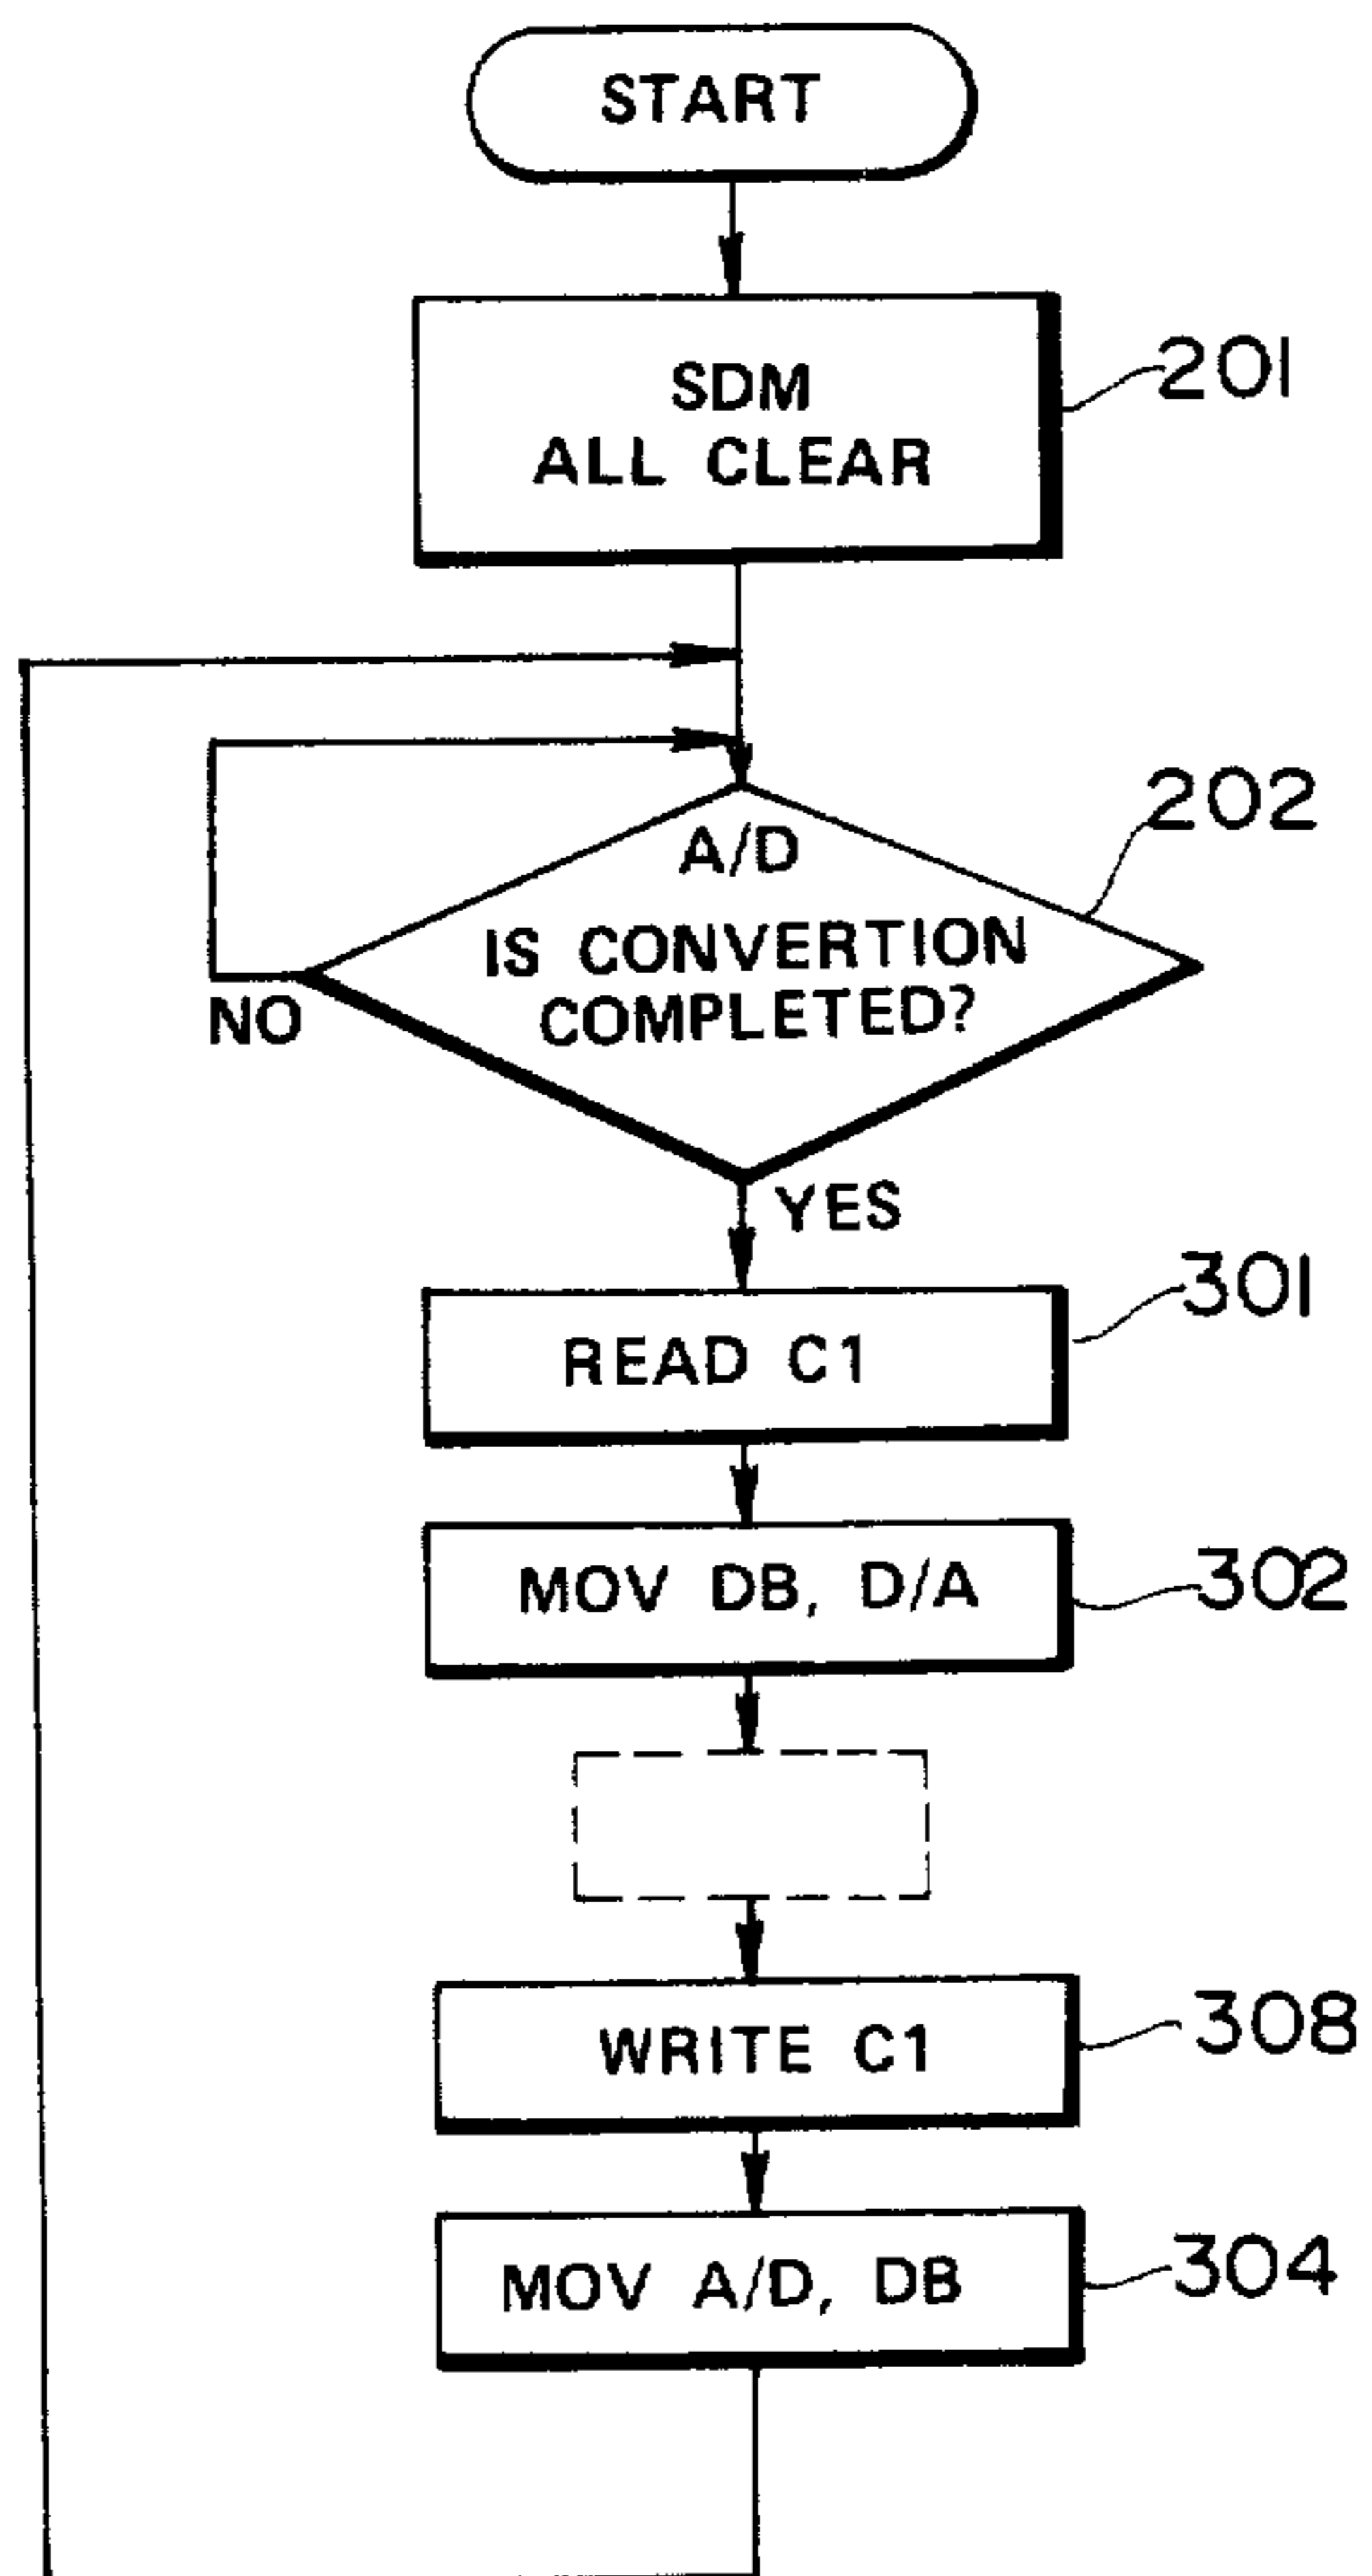 START
SDM
ALL CLEAR
201
A/D
IS CONVERTION
COMPLETED?
202
NO
YES
READ C1
301
MOV DB, D/A
302
WRITE C1
308
MOV A/D, DB
304